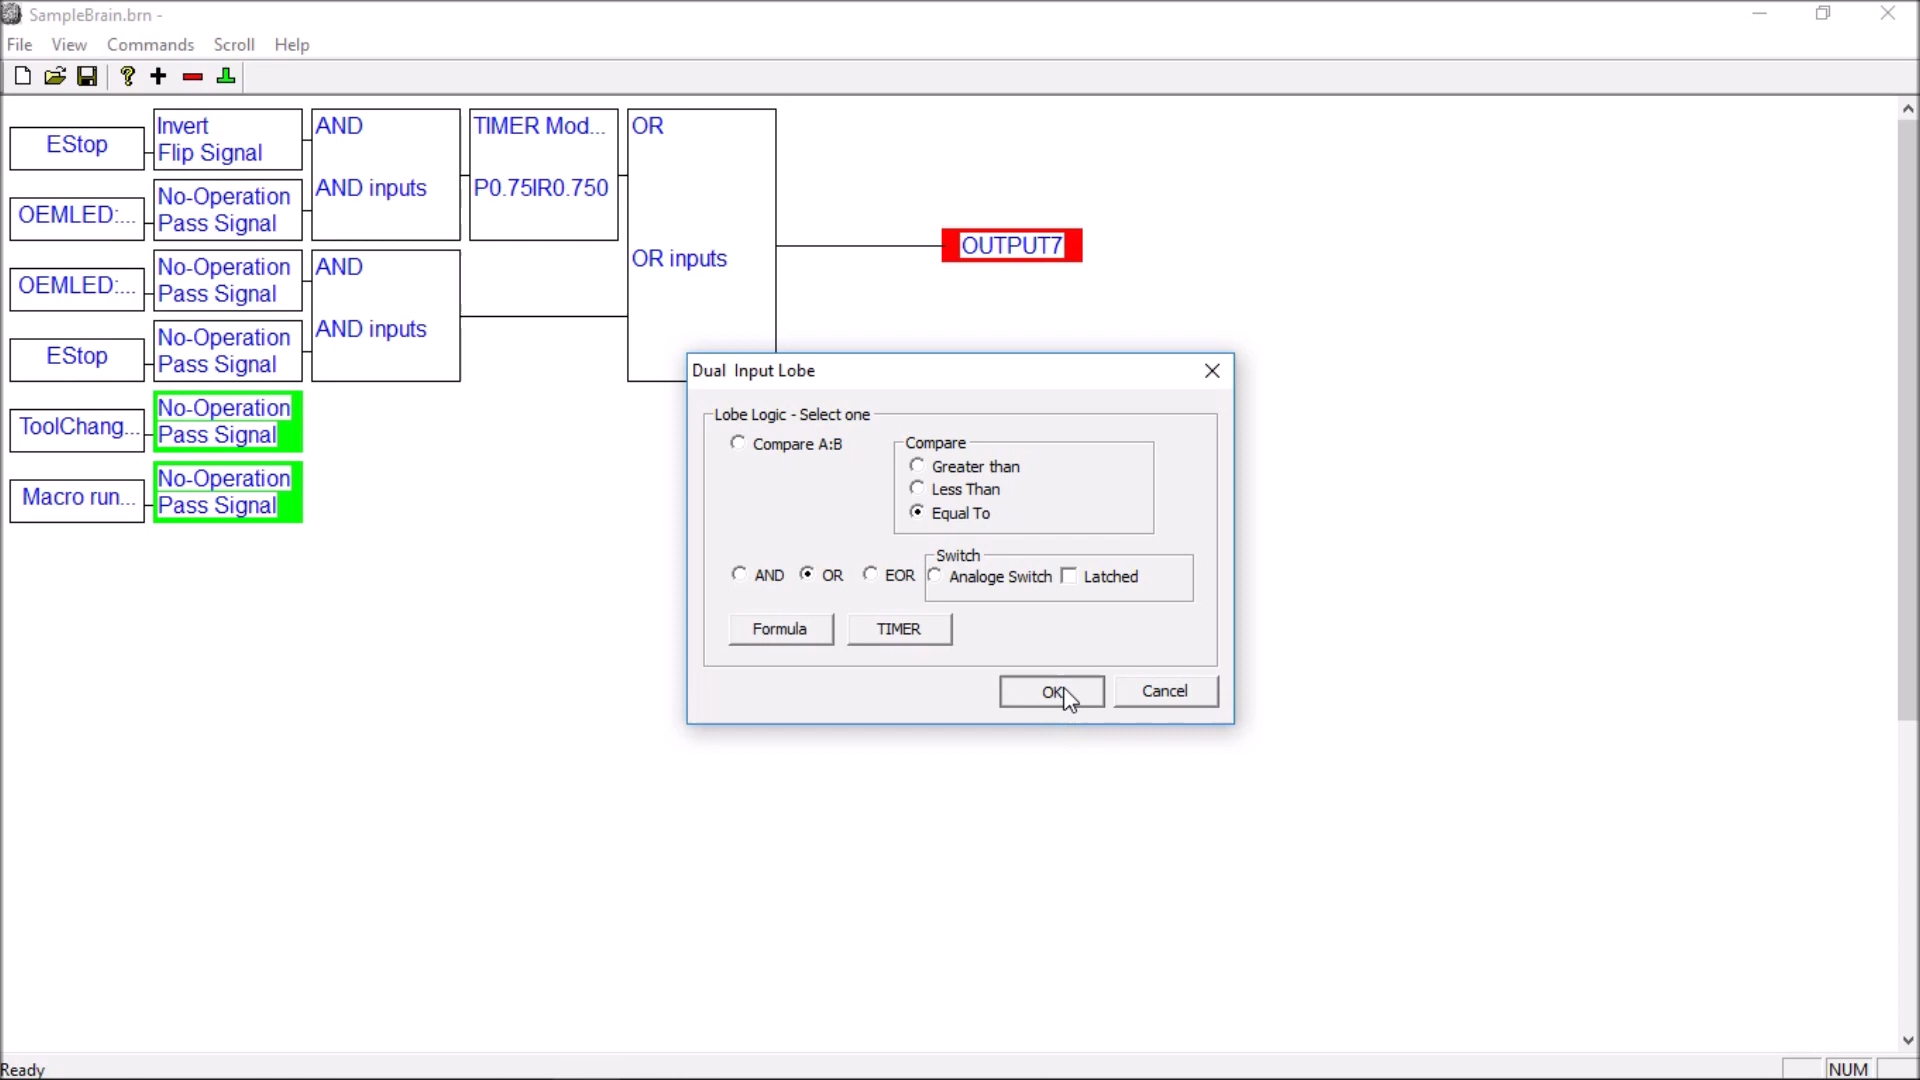 SampleBrain.brn -
File View Commands Scroll Help
EStop
Invert
Flip Signal
AND
AND inputs
TIMER Mod...
P0.75IR0.750
OR
OR inputs
OUTPUT7
OEMLED:...
No-Operation
Pass Signal
OEMLED:...
No-Operation
Pass Signal
AND
AND inputs
EStop
No-Operation
Pass Signal
ToolChang...
No-Operation
Pass Signal
Macro run...
No-Operation
Pass Signal
Dual Input Lobe
Lobe Logic - Select one
Compare A:B
Compare
Greater than
Less Than
Equal To
AND OR EOR
Switch
Analoge Switch Latched
Formula TIMER
OK Cancel
Ready
NUM